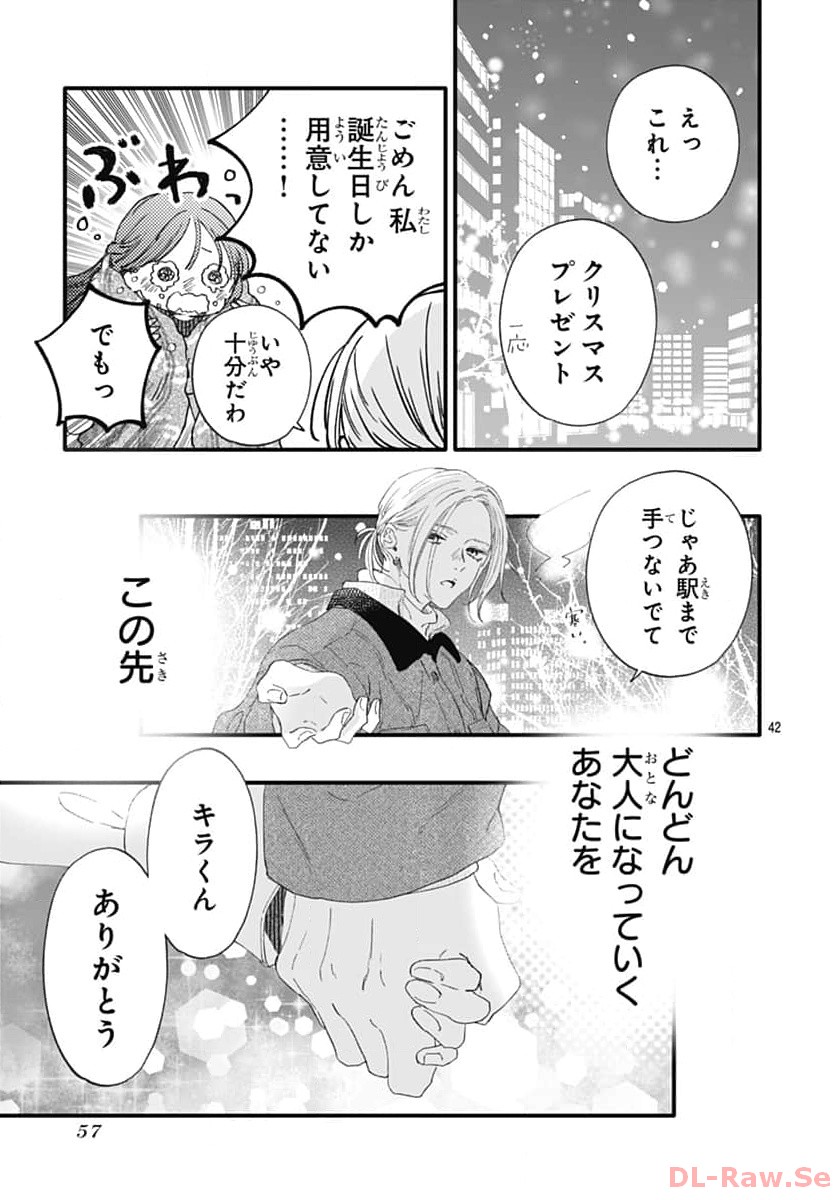 えっ
これ…
クリスマス
プレゼント
一応
ごめん 私
誕生日しか
用意してない
……！
ぶわっ
いや
十分だわ
でもっ
じゃあ駅まで
手つないでて
寒い
この先
どんどん
大人になっていく
あなたを
42
キラくん
ありがとう
57
DL-Raw.Se